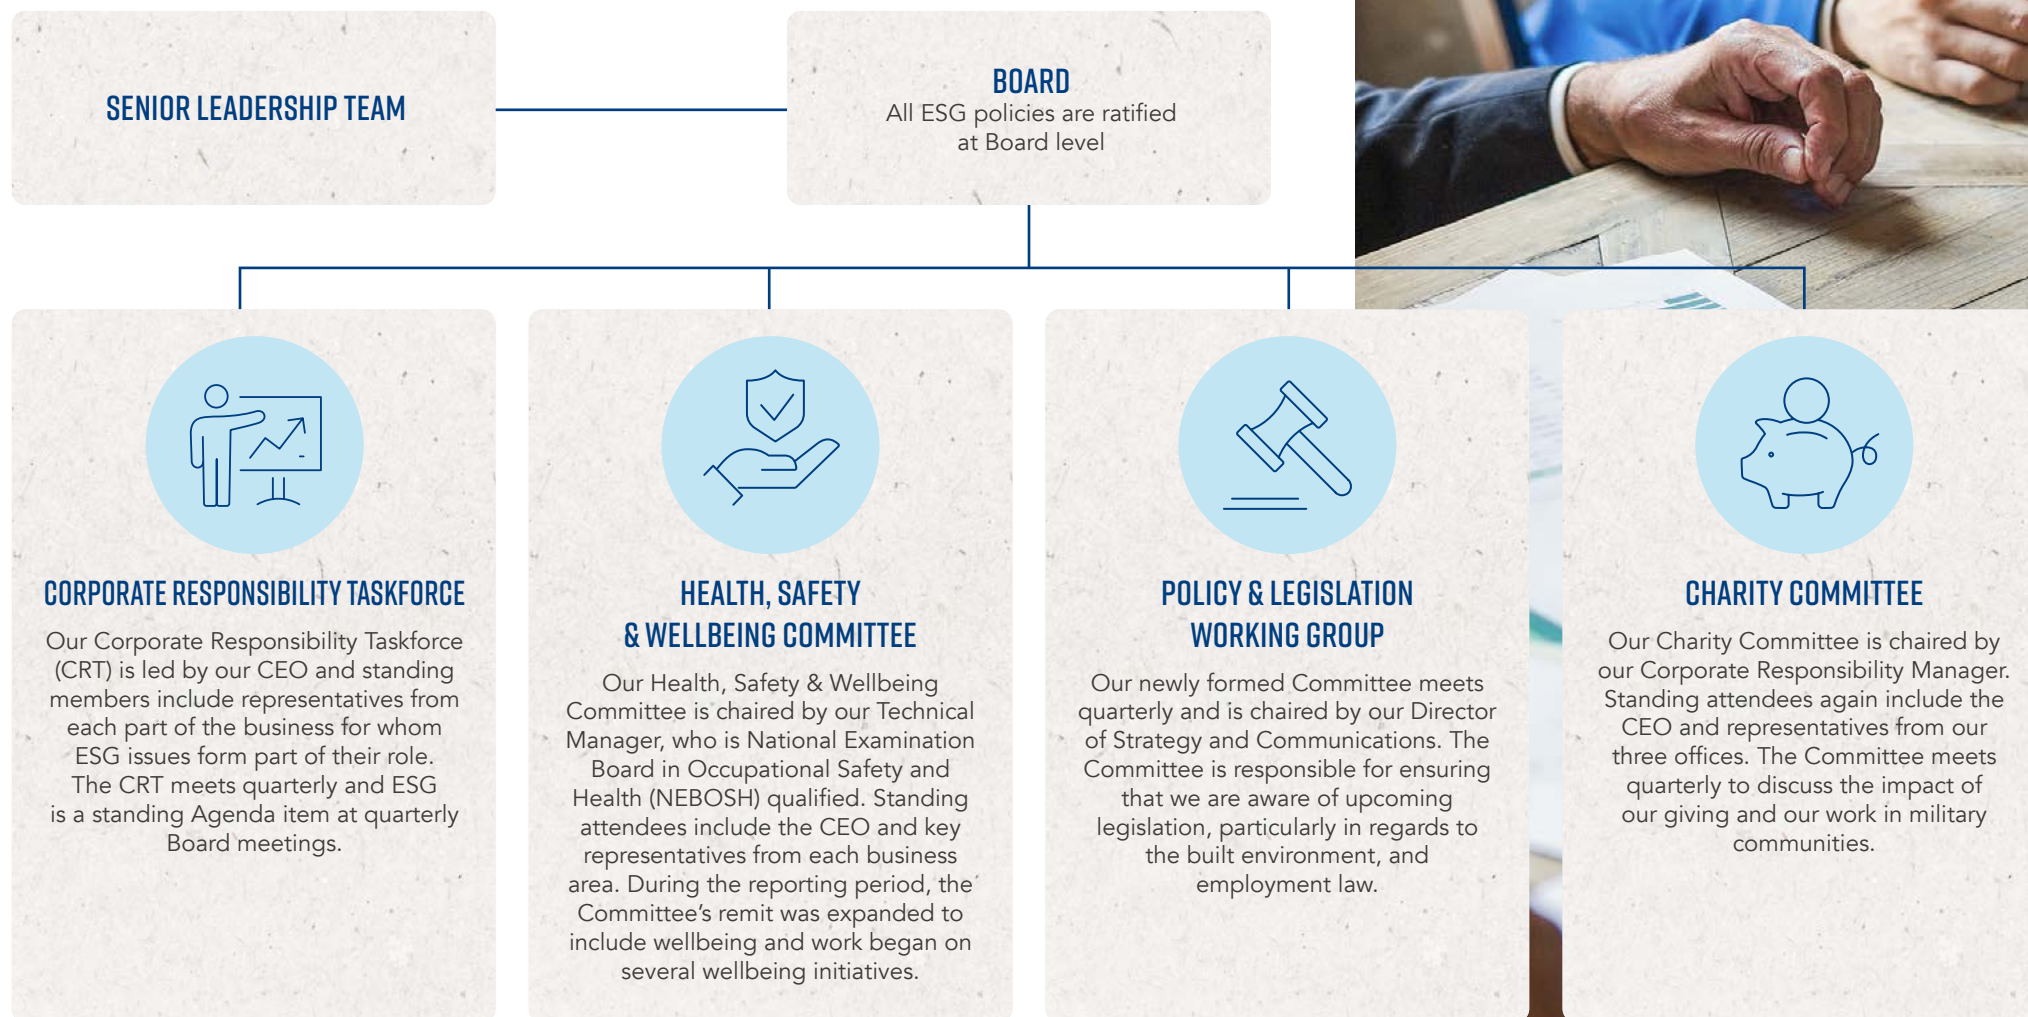 SENIOR LEADERSHIP TEAM
BOARD
All ESG policies are ratified
at Board level
CORPORATE RESPONSIBILITY TASKFORCE
Our Corporate Responsibility Taskforce
(CRT) is led by our CEO and standing
members include representatives from
each part of the business for whom
ESG issues form part of their role.
The CRT meets quarterly and ESG
is a standing Agenda item at quarterly
Board meetings.
HEALTH, SAFETY
& WELLBEING COMMITTEE
Our Health, Safety & Wellbeing
Committee is chaired by our Technical
Manager, who is National Examination
Board in Occupational Safety and
Health (NEBOSH) qualified. Standing
attendees include the CEO and key
representatives from each business
area. During the reporting period, the
Committee’s remit was expanded to
include wellbeing and work began on
several wellbeing initiatives.
POLICY & LEGISLATION
WORKING GROUP
Our newly formed Committee meets
quarterly and is chaired by our Director
of Strategy and Communications. The
Committee is responsible for ensuring
that we are aware of upcoming
legislation, particularly in regards to
the built environment, and
employment law.
CHARITY COMMITTEE
Our Charity Committee is chaired by
our Corporate Responsibility Manager.
Standing attendees again include the
CEO and representatives from our
three offices. The Committee meets
quarterly to discuss the impact of
our giving and our work in military
communities.